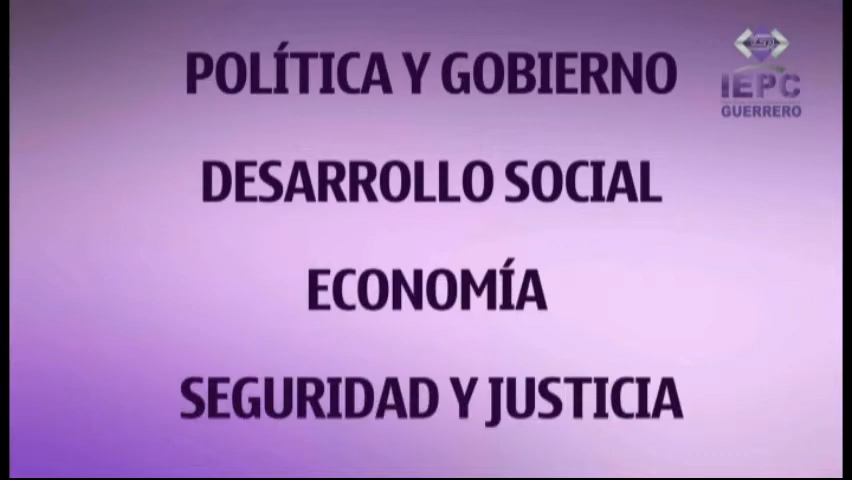 POLÍTICA Y GOBIERNO
IEPC
GUERRERO
DESARROLLO SOCIAL
ECONOMÍA
SEGURIDAD Y JUSTICIA